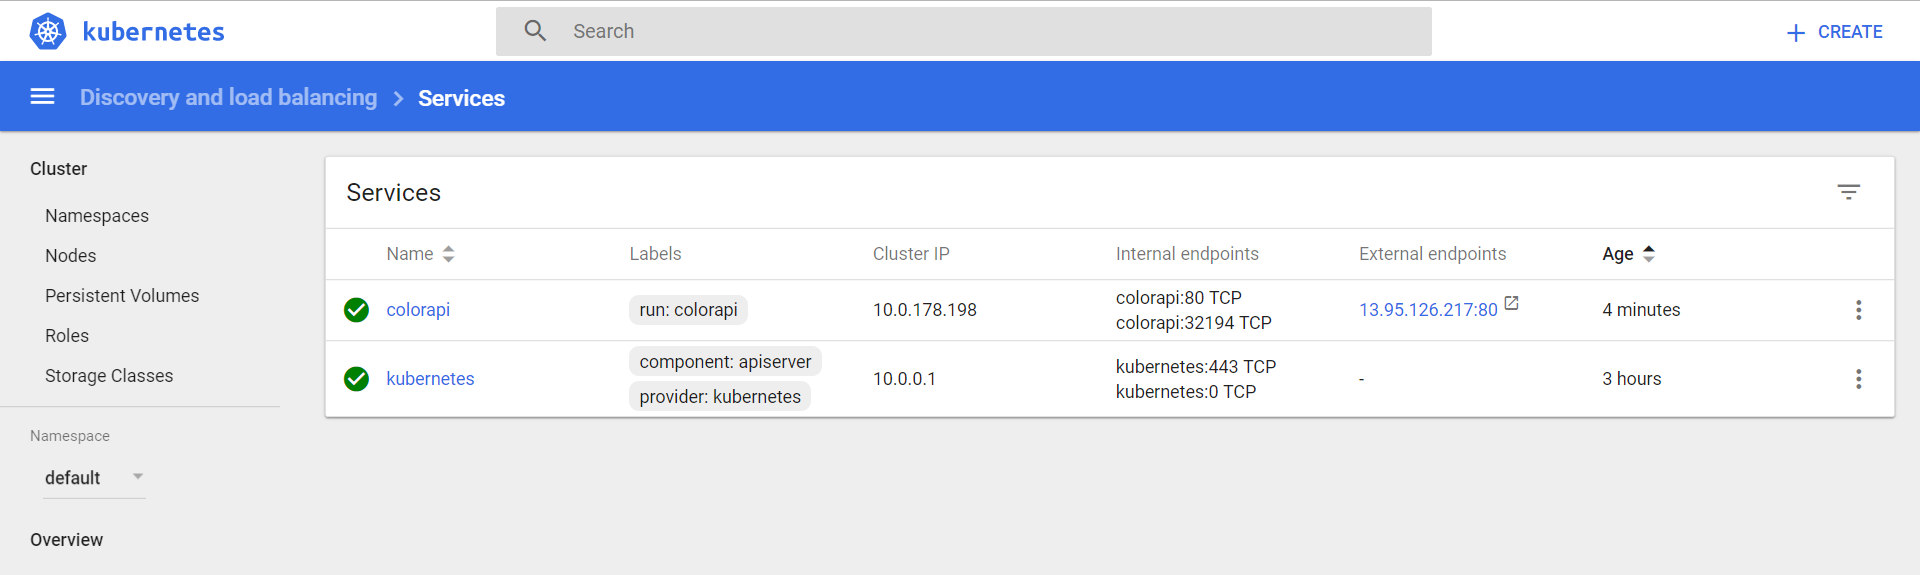 kubernetes
Search
CREATE
Discovery and load balancing > Services
Cluster
Namespaces
Nodes
Persistent Volumes
Roles
Storage Classes
Namespace
default
Overview
Services
Name Labels Cluster IP Internal endpoints External endpoints Age
colorapi run: colorapi 10.0.178.198 colorapi:80 TCP 13.95.126.217:80 4 minutes
colorapi:32194 TCP
kubernetes component: apiserver 10.0.0.1 kubernetes:443 TCP - 3 hours
provider: kubernetes kubernetes:0 TCP